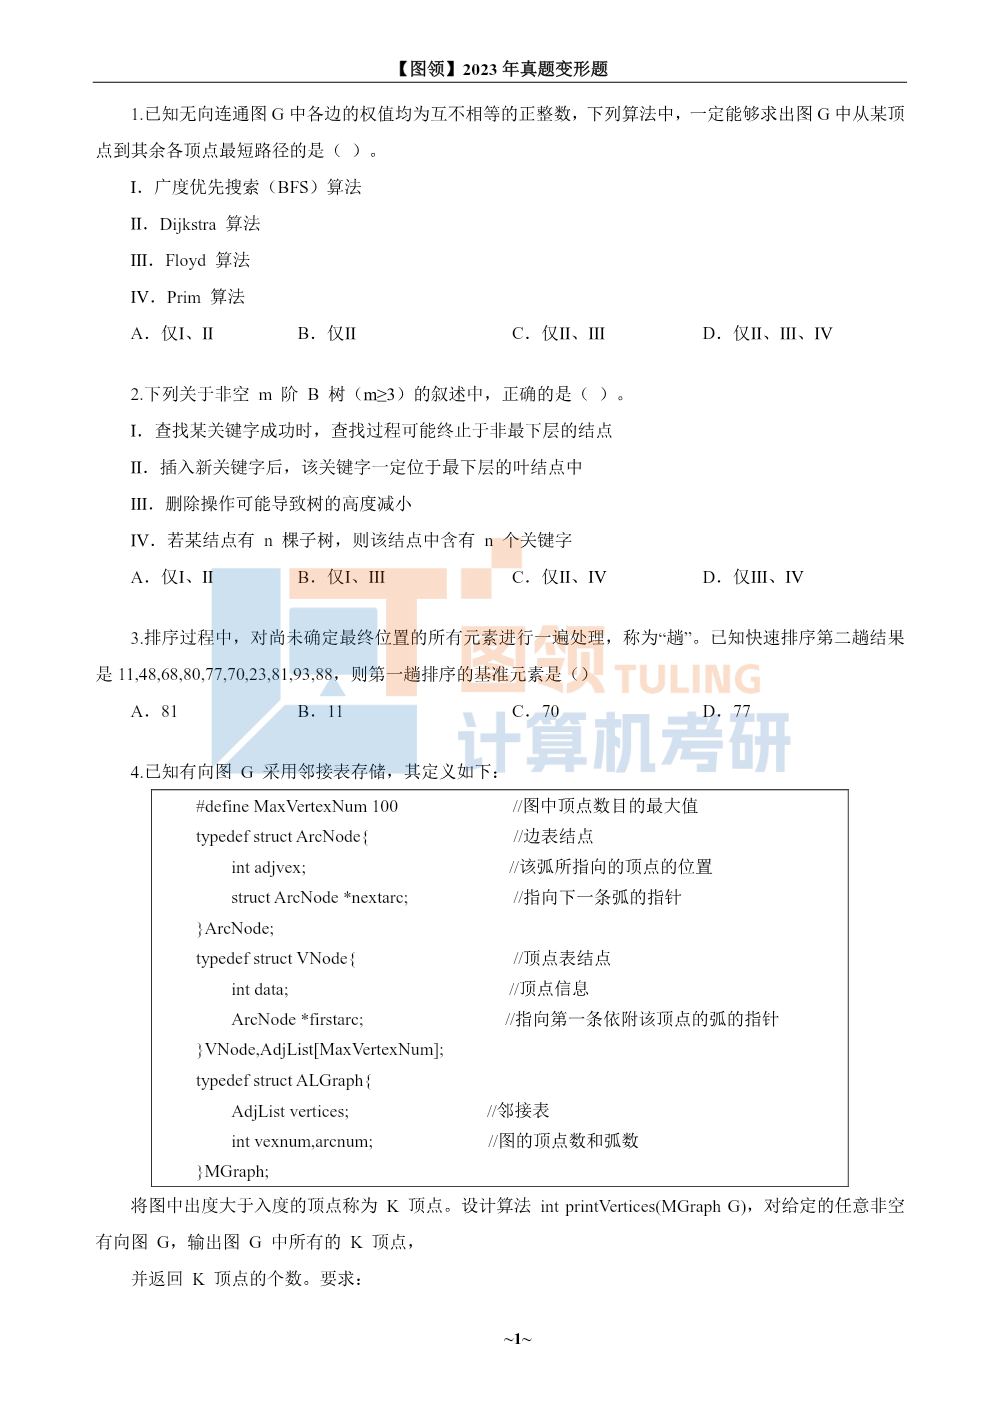 【图领】2023 年真题变形题
1.已知无向连通图 G 中各边的权值均为互不相等的正整数，下列算法中，一定能够求出图 G 中从某顶
点到其余各顶点最短路径的是（  ）。
I．广度优先搜索（BFS）算法
II．Dijkstra 算法
III．Floyd 算法
IV．Prim 算法
A．仅I、II  B．仅II  C．仅II、III  D．仅II、III、IV
2.下列关于非空 m 阶 B 树（m≥3）的叙述中，正确的是（  ）。
I．查找某关键字成功时，查找过程可能终止于非最下层的结点
II．插入新关键字后，该关键字一定位于最下层的叶结点中
III．删除操作可能导致树的高度减小
IV．若某结点有 n 棵子树，则该结点中含有 n 个关键字
A．仅I、II  B．仅I、III  C．仅II、IV  D．仅III、IV
3.排序过程中，对尚未确定最终位置的所有元素进行一遍处理，称为“趟”。已知快速排序第二趟结果
是 11,48,68,80,77,70,23,81,93,88，则第一趟排序的基准元素是（）
A．81  B．11  C．70  D．77
图领 TULING
计算机考研
4.已知有向图 G 采用邻接表存储，其定义如下：
#define MaxVertexNum 100  //图中顶点数目的最大值
typedef struct ArcNode{  //边表结点
int adjvex;  //该弧所指向的顶点的位置
struct ArcNode *nextarc;  //指向下一条弧的指针
}ArcNode;
typedef struct VNode{  //顶点表结点
int data;  //顶点信息
ArcNode *firstarc;  //指向第一条依附该顶点的弧的指针
}VNode,AdjList[MaxVertexNum];
typedef struct ALGraph{
AdjList vertices;  //邻接表
int vexnum,arcnum;  //图的顶点数和弧数
}MGraph;
将图中出度大于入度的顶点称为 K 顶点。设计算法 int printVertices(MGraph G)，对给定的任意非空
有向图 G，输出图 G 中所有的 K 顶点，
并返回 K 顶点的个数。要求：
~1~